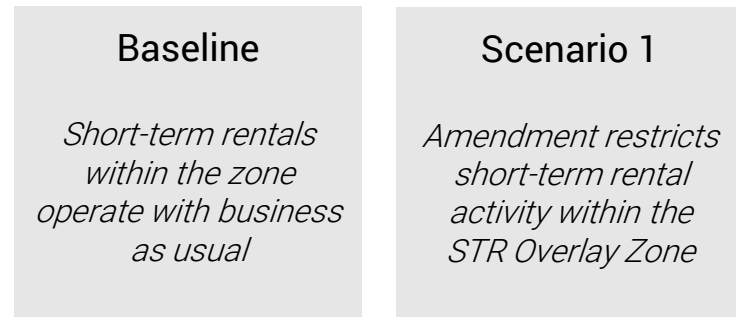 Baseline
Short-term rentals
within the zone
operate with business
as usual
Scenario 1
Amendment restricts
short-term rental
activity within the
STR Overlay Zone